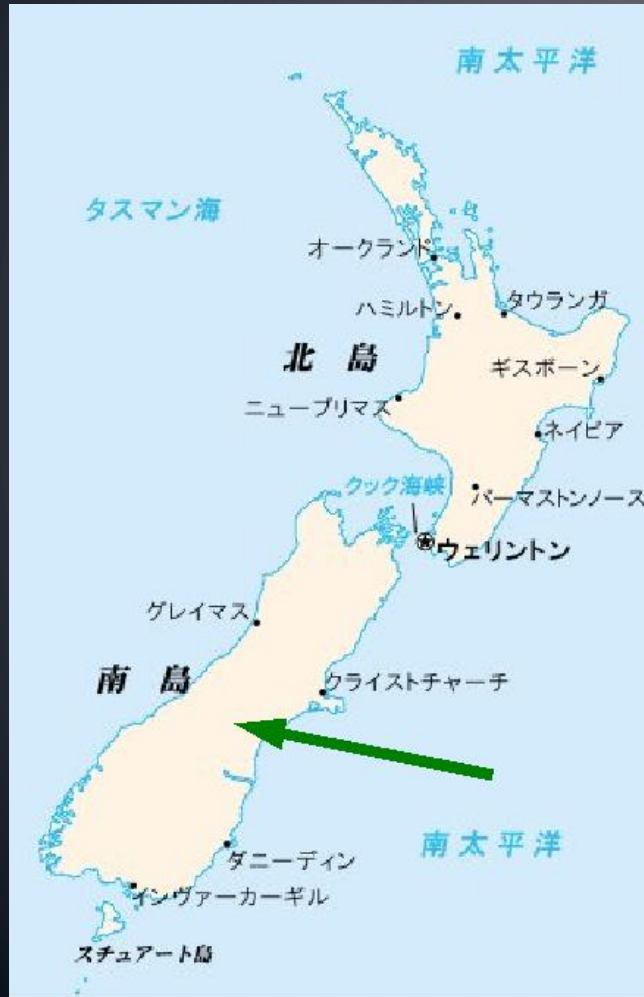 南太平洋
タスマン海
オークランド
ハミルトン
タウランガ
北 島
ギスボーン
ニュープリマス
ネイピア
クック海峡
パーマストンノース
ウェリントン
グレイマス
南 島
クライストチャーチ
南太平洋
ダニーディン
インヴァーカーギル
スチュアート島